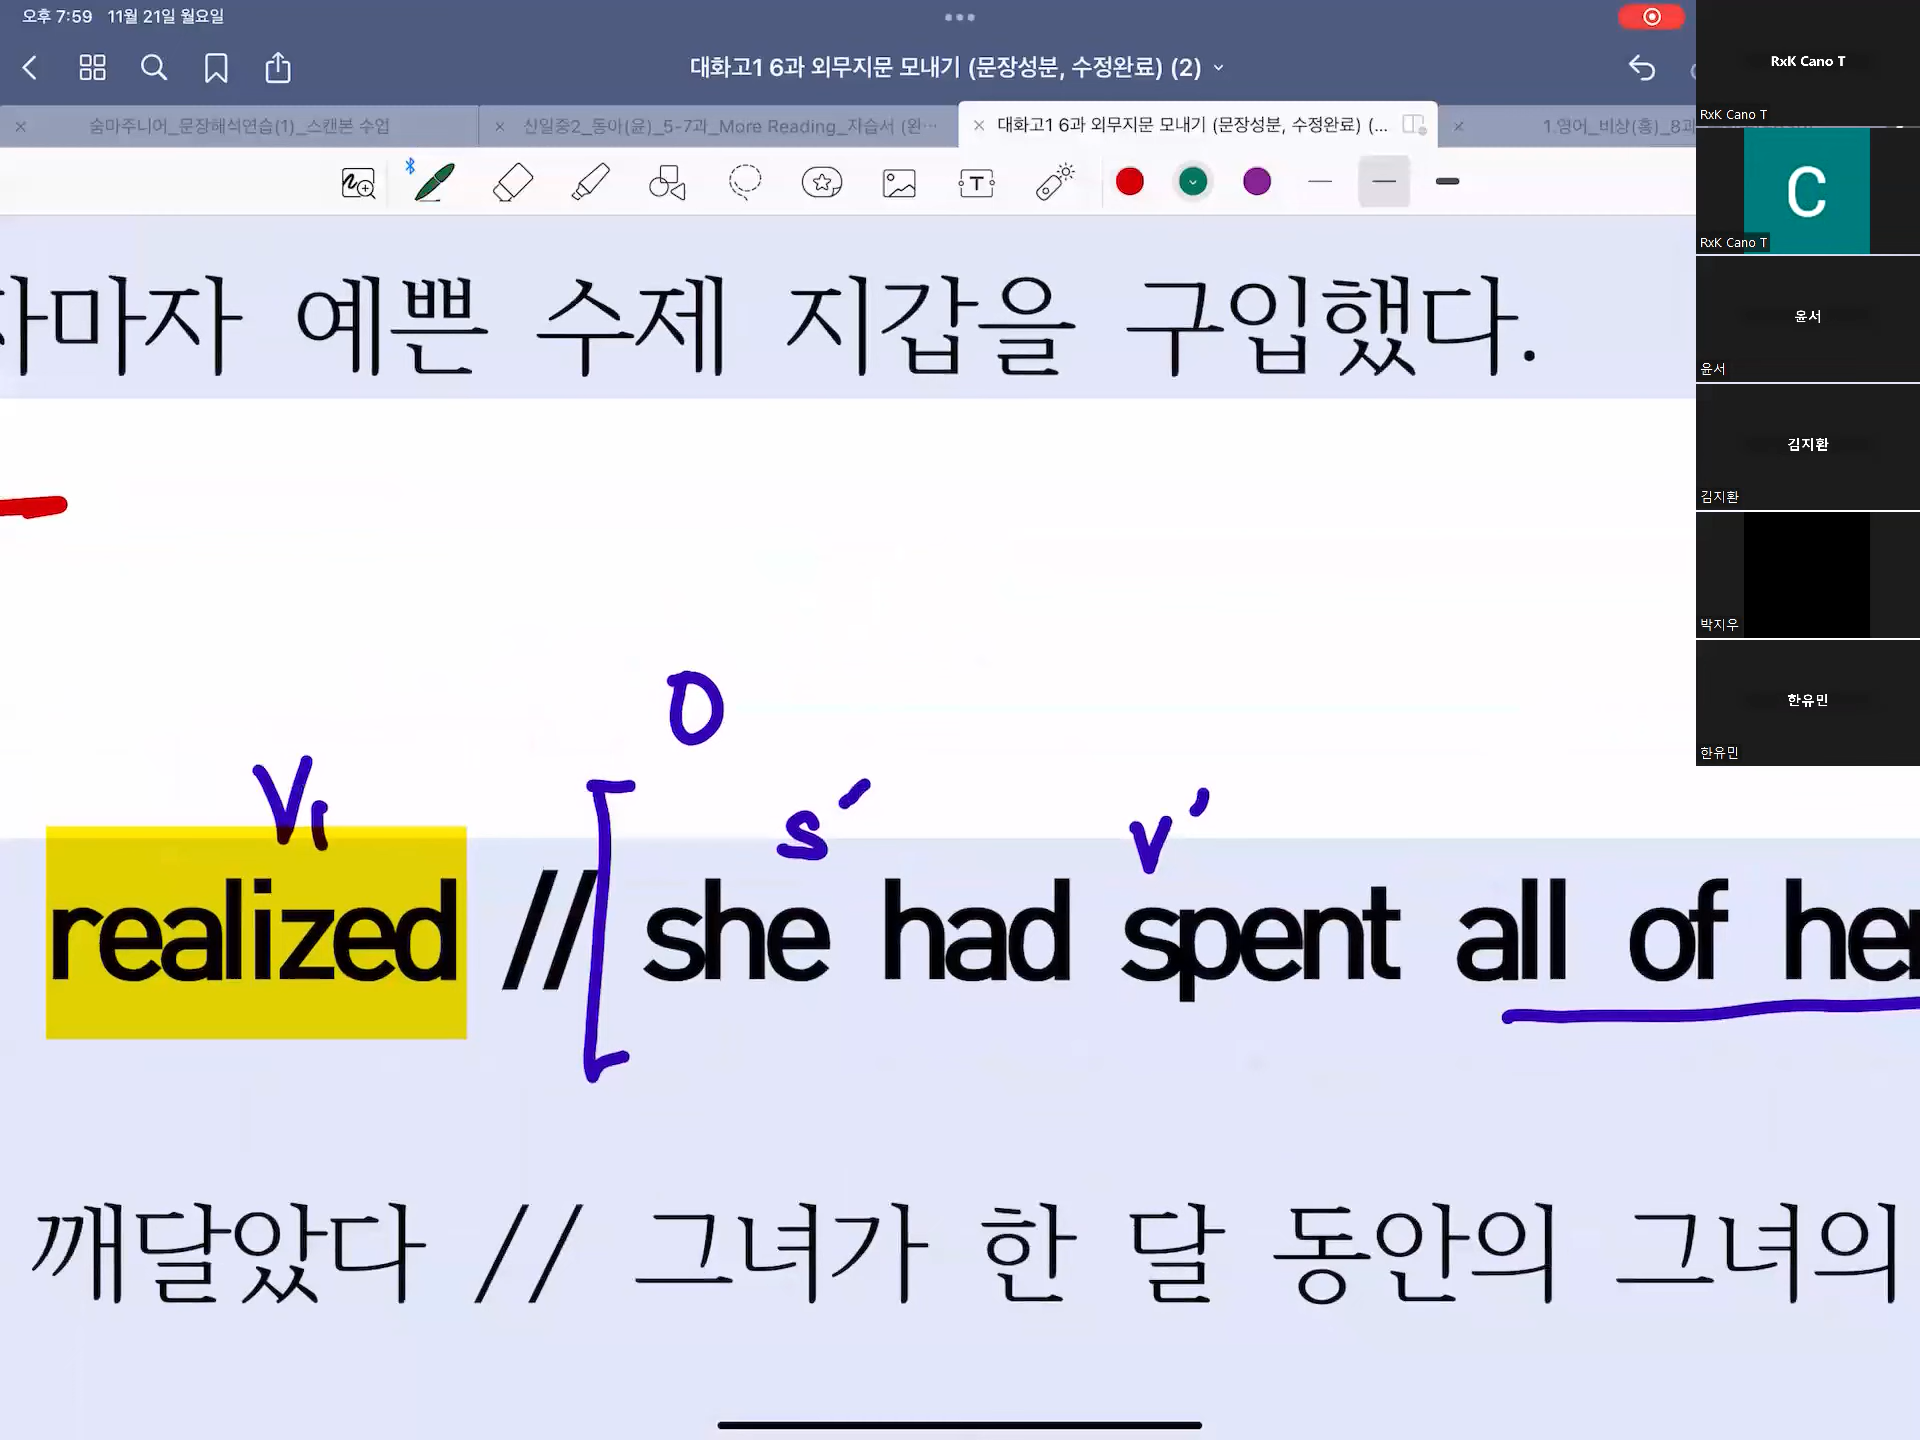 오후 7:59 11월 21일 월요일
대화고1 6과 외무지문 모내기 (문장성분, 수정완료) (2)
숨마주니어_문장해석연습(1)_스캔본 수업
신일중2_동아(윤)_5-7과_More Reading_자습서 (완…
대화고1 6과 외무지문 모내기 (문장성분, 수정완료) (...
1.영어_비상(홍)_8과
T
자마자 예쁜 수제 지갑을 구입했다.
O
V1 s′ v′
realized // [ she had spent all of her
깨달았다 // 그녀가 한 달 동안의 그녀의
RxK Cano T
RxK Cano T
C
RxK Cano T
윤서
윤서
김지환
김지환
박지우
한유민
한유민